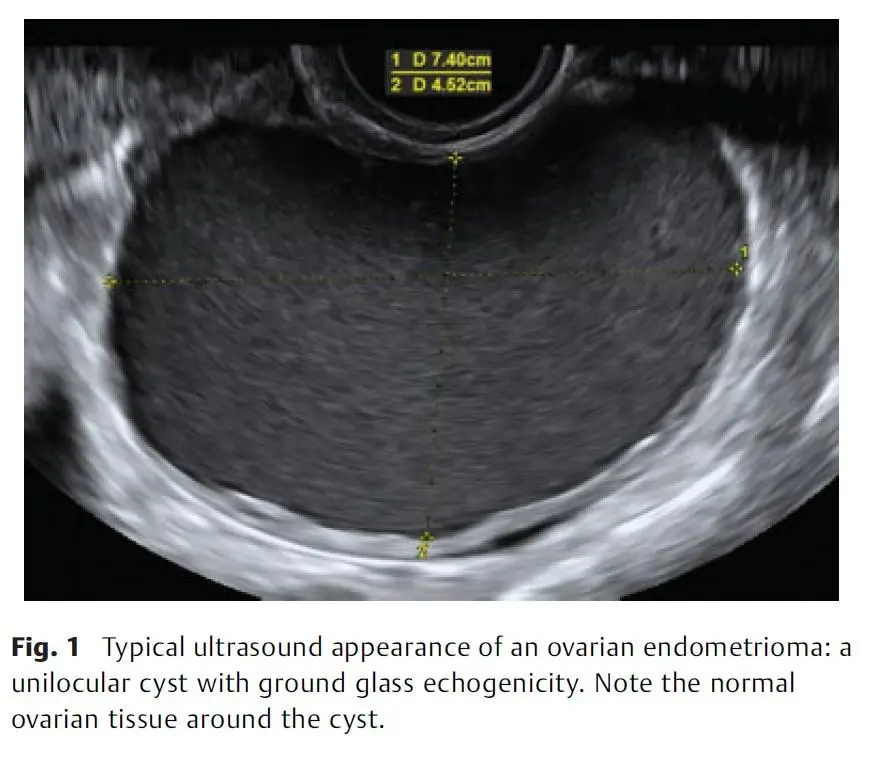 1 D 7.40cm
2 D 4.52cm
1
2
Fig. 1 Typical ultrasound appearance of an ovarian endometrioma: a
unilocular cyst with ground glass echogenicity. Note the normal
ovarian tissue around the cyst.